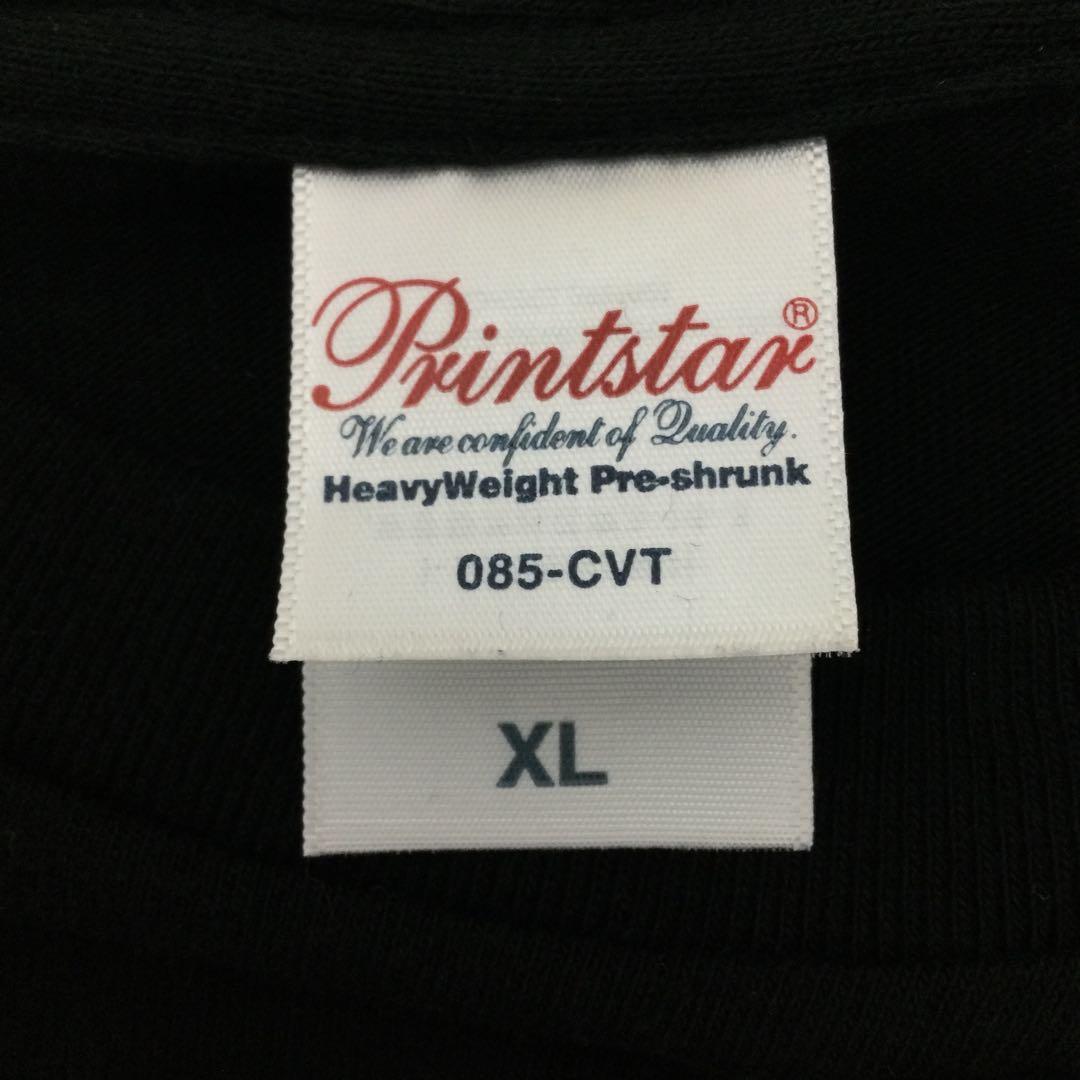 Printstar®
We are confident of Quality.
HeavyWeight Pre-shrunk
085-CVT
XL